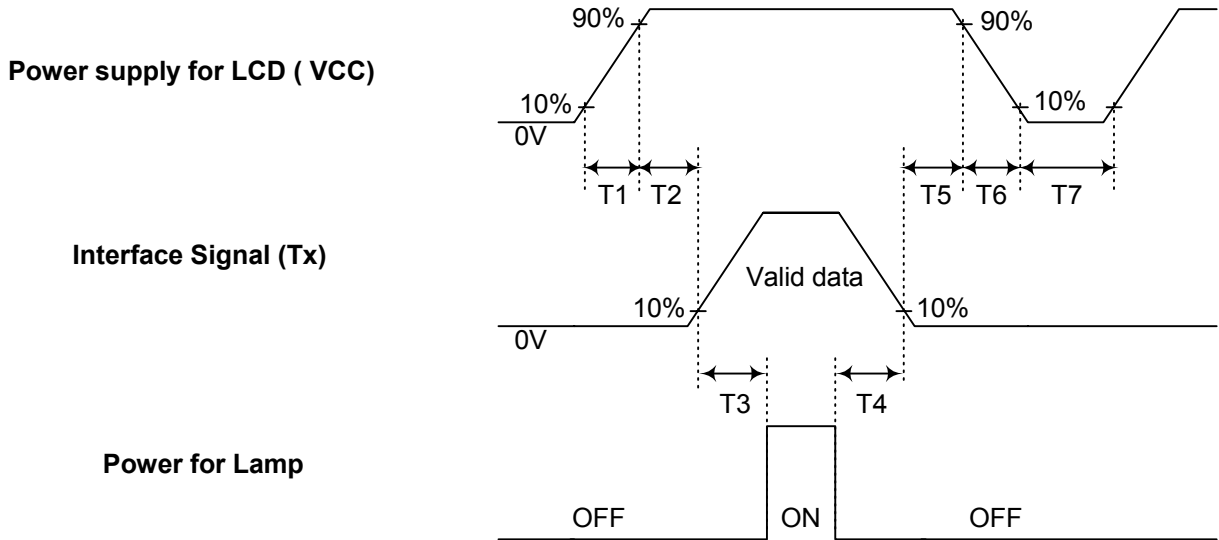 90%
90%
Power supply for LCD ( VCC)
10%
10%
0V
T1
T2
T5
T6
T7
Interface Signal (Tx)
Valid data
10%
10%
0V
T3
T4
Power for Lamp
OFF
ON
OFF